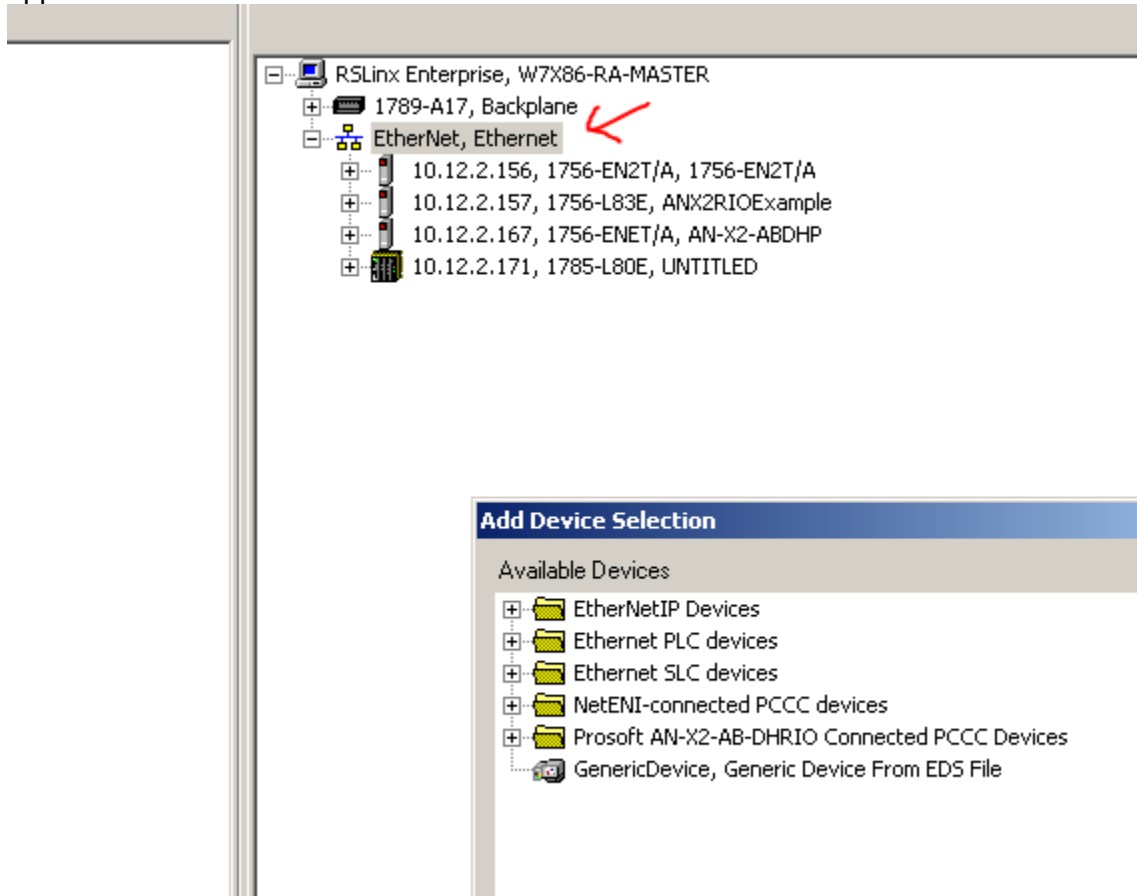 RSLinx Enterprise, W7X86-RA-MASTER
1789-A17, Backplane
EtherNet, Ethernet
10.12.2.156, 1756-EN2T/A, 1756-EN2T/A
10.12.2.157, 1756-L83E, ANX2RIOExample
10.12.2.167, 1756-ENET/A, AN-X2-ABDHP
10.12.2.171, 1785-L80E, UNTITLED
Add Device Selection
Available Devices
EtherNetIP Devices
Ethernet PLC devices
Ethernet SLC devices
NetENI-connected PCCC devices
Prosoft AN-X2-AB-DHRIO Connected PCCC Devices
GenericDevice, Generic Device From EDS File